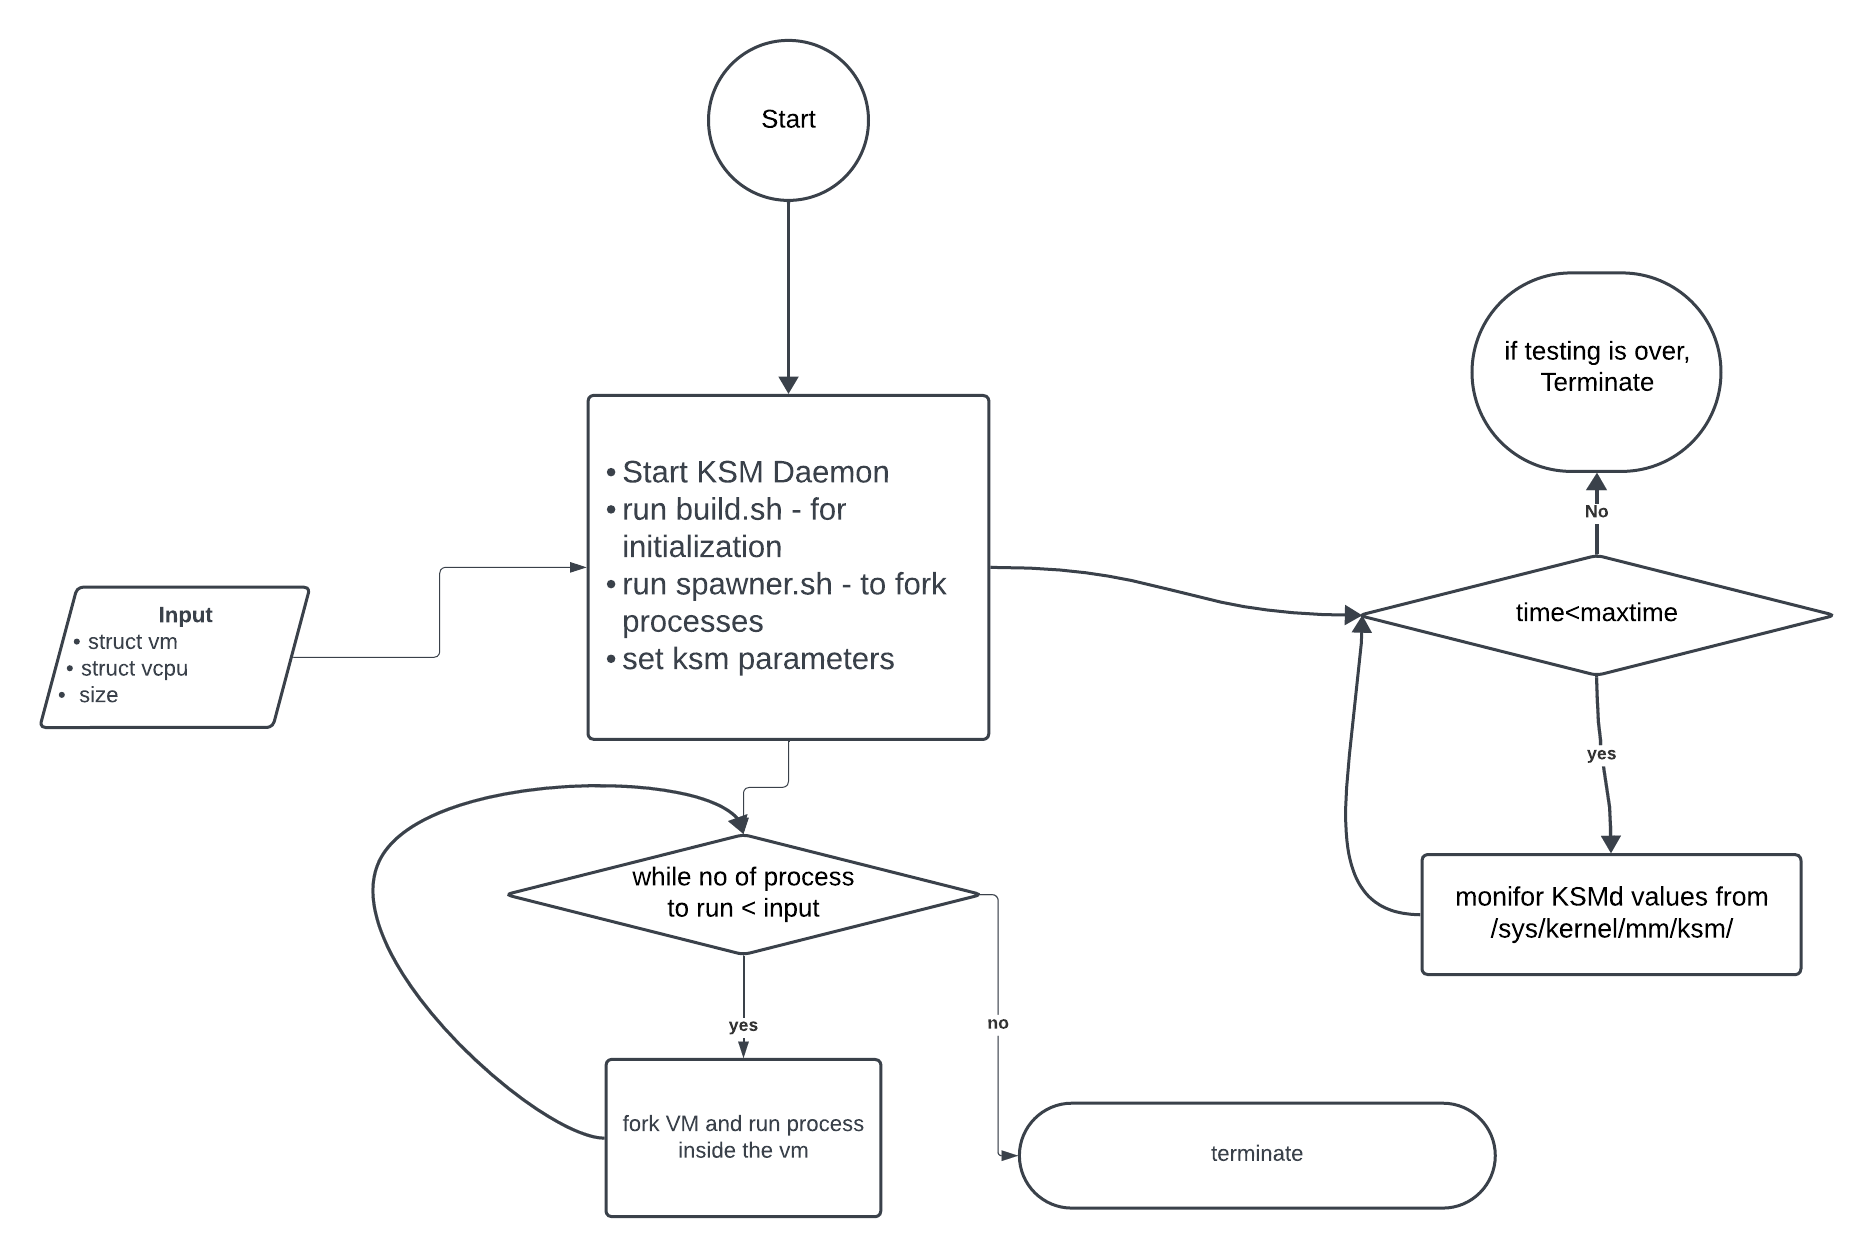 Start
if testing is over,
Terminate
No
• Start KSM Daemon
• run build.sh - for
initialization
• run spawner.sh - to fork
processes
• set ksm parameters
Input
• struct vm
• struct vcpu
• size
time<maxtime
yes
monifor KSMd values from
/sys/kernel/mm/ksm/
while no of process
to run < input
yes
no
fork VM and run process
inside the vm
terminate